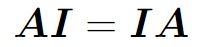 AI = IA